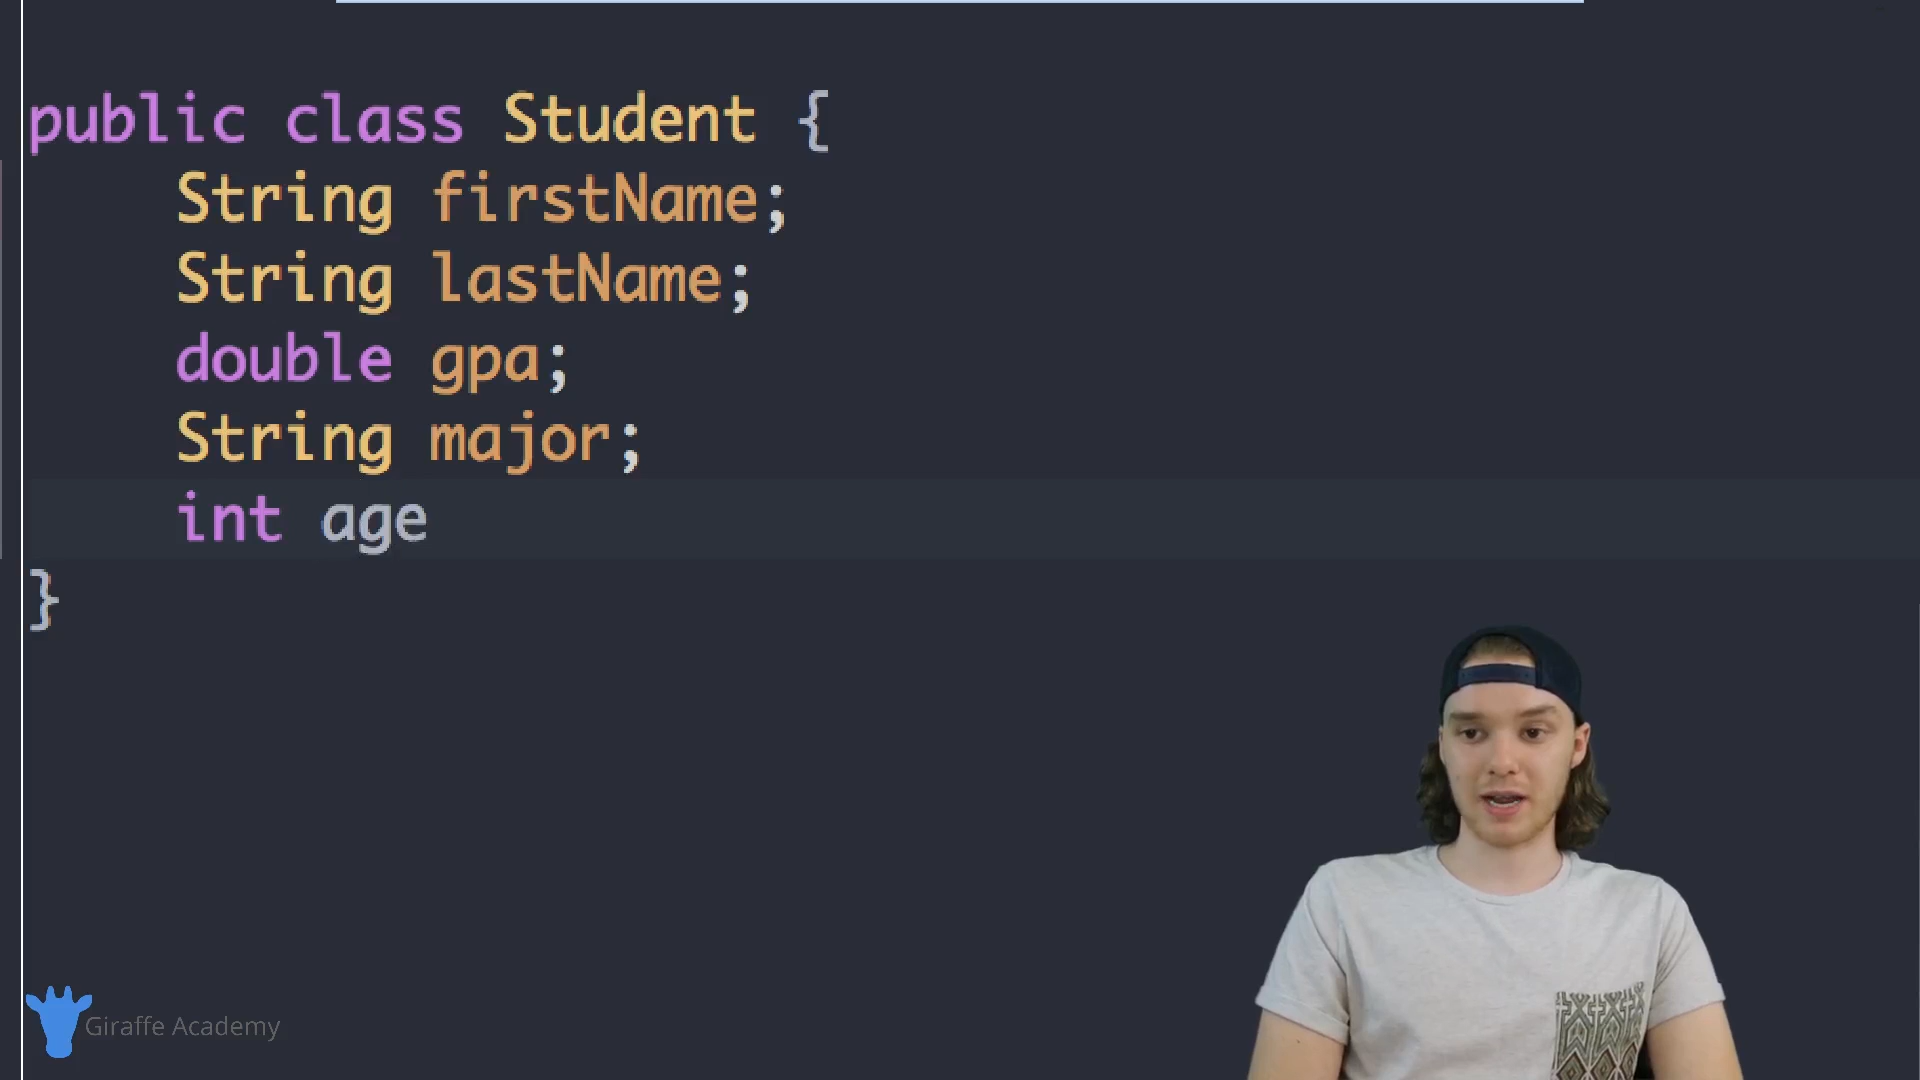 public class Student {
String firstName;
String lastName;
double gpa;
String major;
int age
}
Giraffe Academy